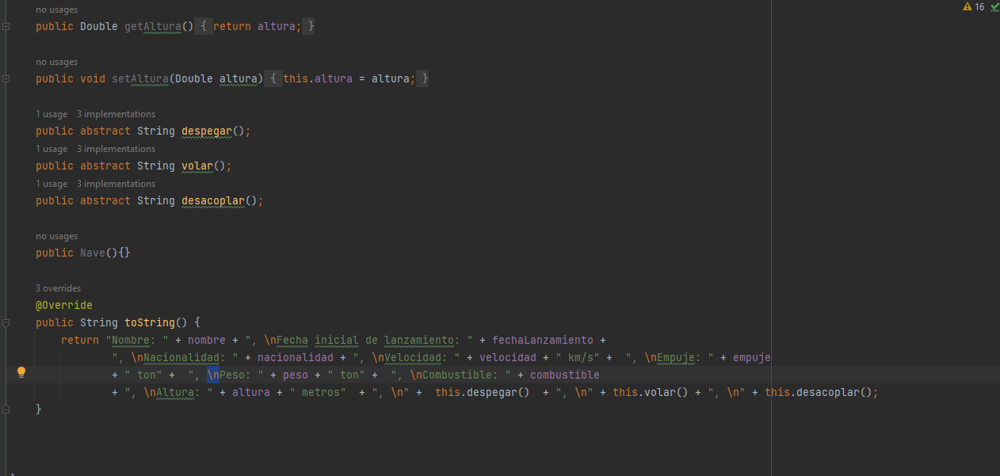 16
no usages
public Double getAltura() { return altura; }
no usages
public void setAltura(Double altura) { this.altura = altura; }
1 usage 3 implementations
public abstract String despegar();
1 usage 3 implementations
public abstract String volar();
1 usage 3 implementations
public abstract String desacoplar();
no usages
public Nave(){}
3 overrides
@Override
public String toString() {
return "Nombre: " + nombre + ", \nFecha inicial de lanzamiento: " + fechaLanzamiento +
", \nNacionalidad: " + nacionalidad + ", \nVelocidad: " + velocidad + " km/s" + ", \nEmpuje: " + empuje
+ " ton" + ", \nPeso: " + peso + " ton" + ", \nCombustible: " + combustible
+ ", \nAltura: " + altura + " metros" + ", \n" + this.despegar() + ", \n" + this.volar() + ", \n" + this.desacoplar();
}